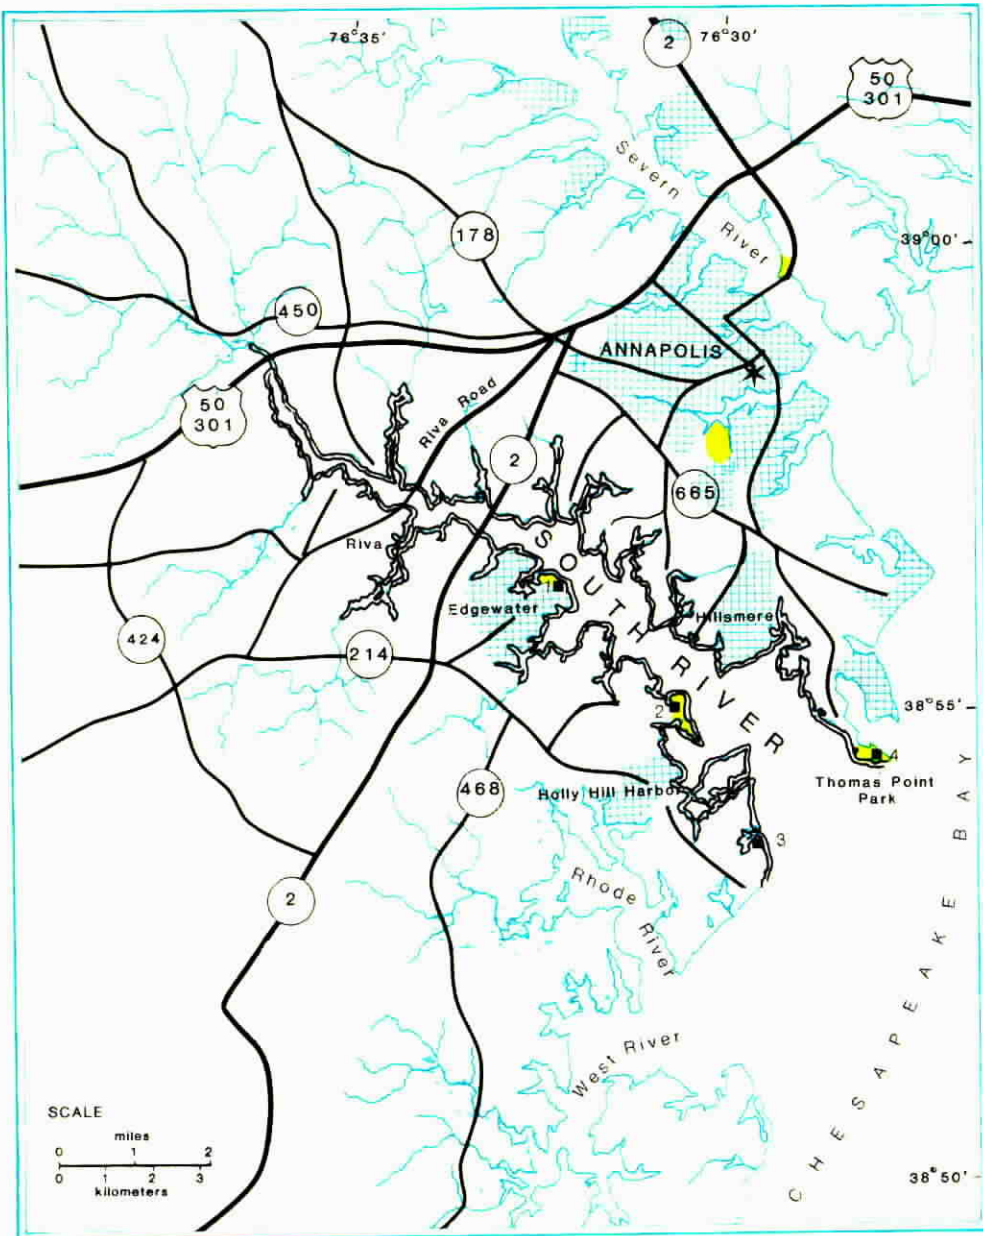 76°35'
76°30'
2
50
301
Severn
River
178
39°00'
450
ANNAPOLIS
50
301
Riva Road
2
665
Riva
SOUTH RIVER
1
Edgewater
Hillsmere
424
214
38°55'
2
4
Thomas Point
Park
468
Holly Hill Harbor
3
Rhode
River
2
CHESAPEAKE BAY
West River
SCALE
miles
0 1 2
0 1 2 3
kilometers
38°50'